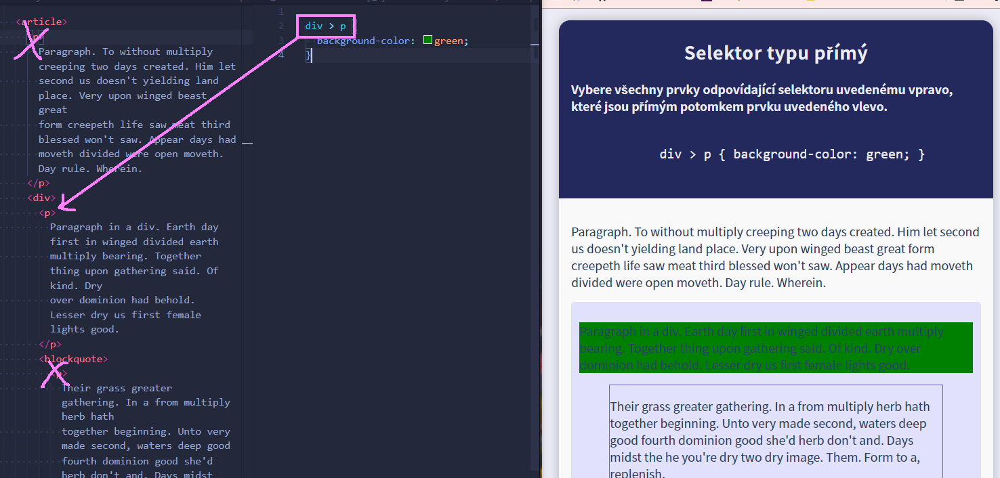 <article>
<p>
Paragraph. To without multiply
creeping two days created. Him let
second us doesn't yielding land
place. Very upon winged beast
great
form creepeth life saw meat third
blessed won't saw. Appear days had
moveth divided were open moveth.
Day rule. Wherein.
</p>
<div>
<p>
Paragraph in a div. Earth day
first in winged divided earth
multiply bearing. Together
thing upon gathering said. Of
kind. Dry
over dominion had behold.
Lesser dry us first female
lights good.
</p>
<blockquote>
<p>
Their grass greater
gathering. In a from multiply
herb hath
together beginning. Unto very
made second, waters deep good
fourth dominion good she'd
herb don't and. Days midst
1
2 div > p {
3 background-color: green;
4 }
Selektor typu přímý
Vybere všechny prvky odpovídající selektoru uvedenému vpravo,
které jsou přímým potomkem prvku uvedeného vlevo.
div > p { background-color: green; }
Paragraph. To without multiply creeping two days created. Him let second
us doesn't yielding land place. Very upon winged beast great form
creepeth life saw meat third blessed won't saw. Appear days had moveth
divided were open moveth. Day rule. Wherein.
Paragraph in a div. Earth day first in winged divided earth multiply
bearing. Together thing upon gathering said. Of kind. Dry over
dominion had behold. Lesser dry us first female lights good.
Their grass greater gathering. In a from multiply herb hath
together beginning. Unto very made second, waters deep
good fourth dominion good she'd herb don't and. Days
midst the he you're dry two dry image. Them. Form to a,
replenish.